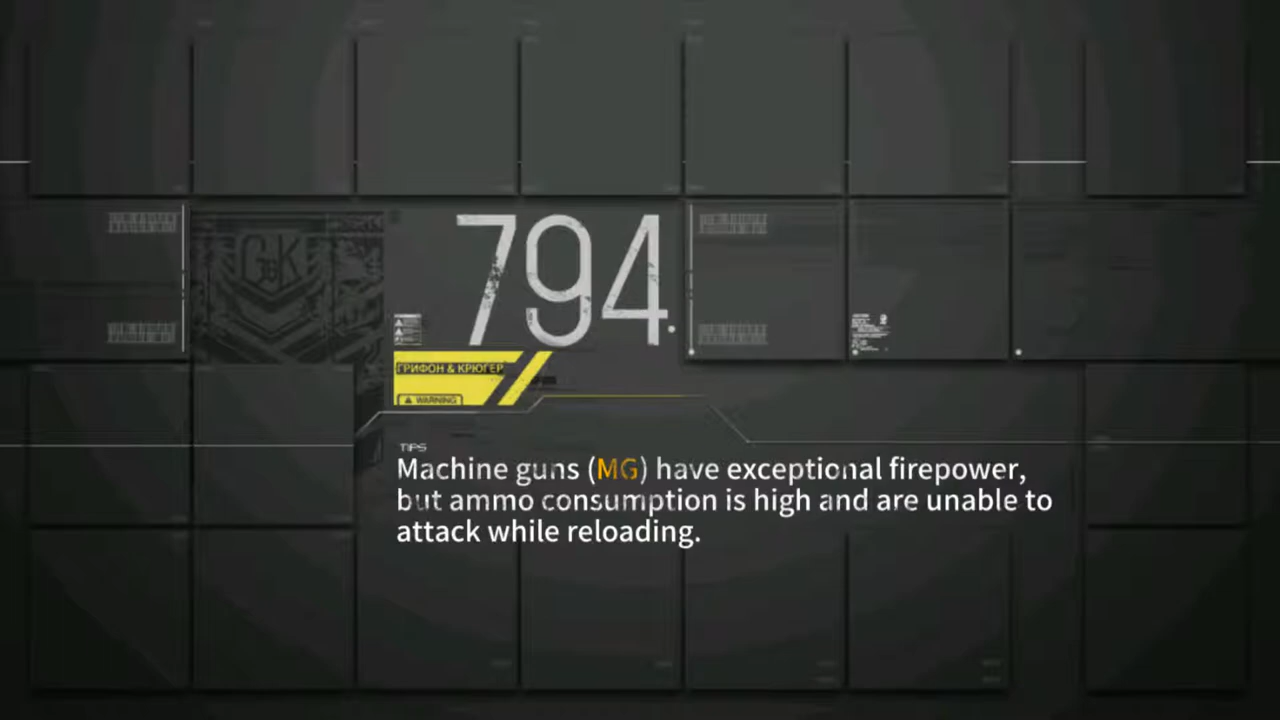 G&K
794.
ГРИФОН & КРЮГЕР
WARNING
TIPS
Machine guns (MG) have exceptional firepower,
but ammo consumption is high and are unable to
attack while reloading.